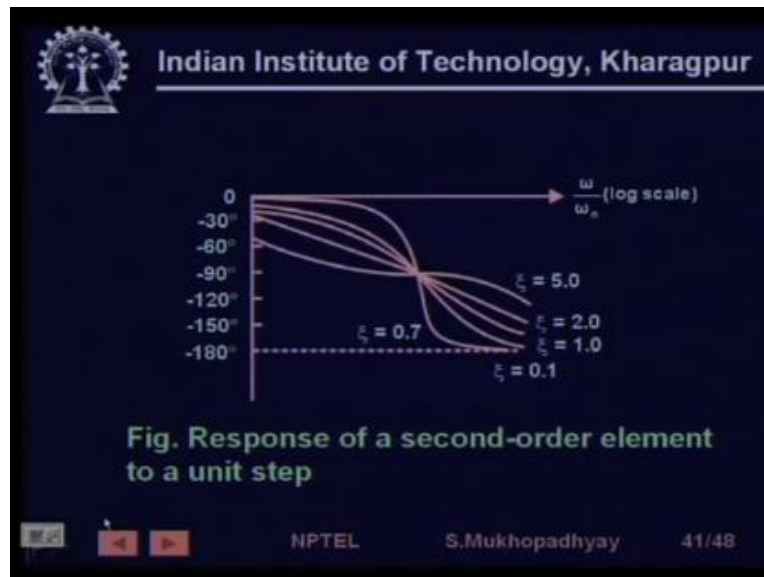 Indian Institute of Technology, Kharagpur
0
ω
ωn (log scale)
-30°
-60°
-90°
ξ = 5.0
-120°
-150°
ξ = 0.7
ξ = 2.0
ξ = 1.0
-180°
ξ = 0.1
Fig. Response of a second-order element
to a unit step
NPTEL S.Mukhopadhyay 41/48